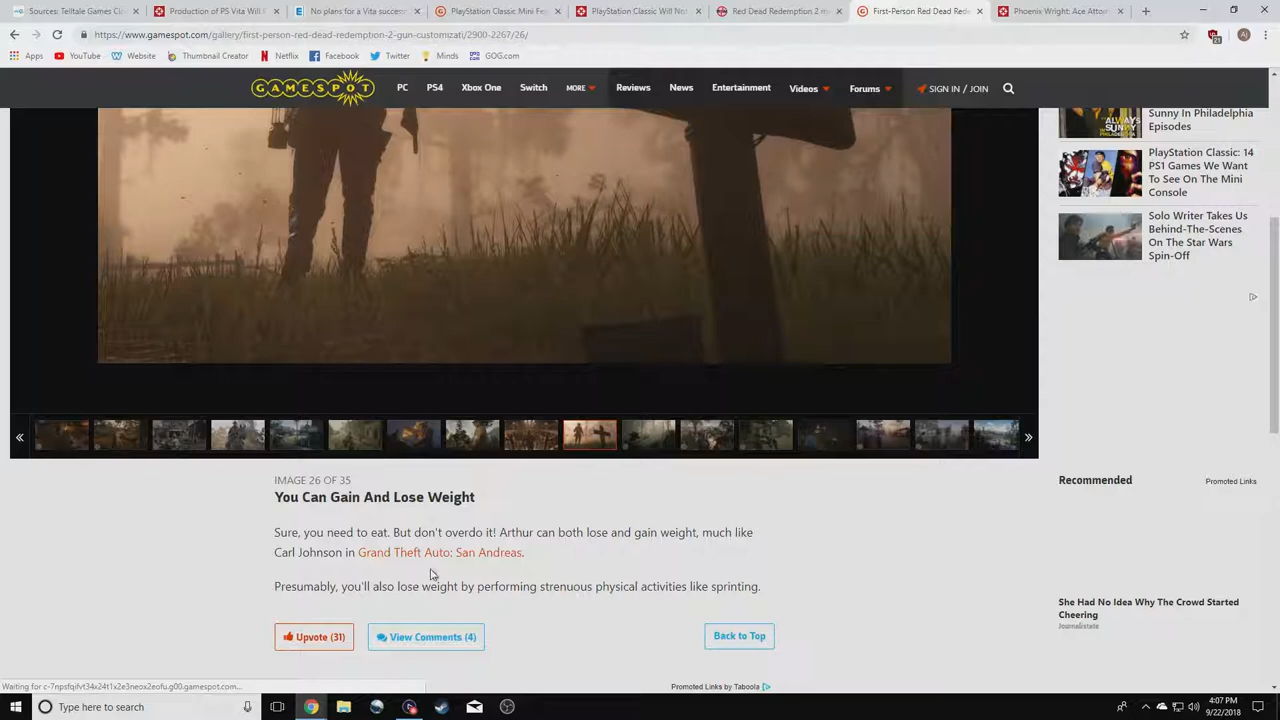 Sources: Telltale Games Cl
Production of PS Vita Will E
No plans for a Vita success
PlayStation Classic Mini Fe
PlayStation Classic Will No
Red Dead Redemption 2 m
First-Person Red Dead Rede
Phoenix Wright: Ace Attor
https://www.gamespot.com/gallery/first-person-red-dead-redemption-2-gun-customizati/2900-2267/26/
21
AJ
Apps YouTube Website Thumbnail Creator Netflix Facebook Twitter Minds GOG.com
GAMESPOT
PC PS4 Xbox One Switch MORE Reviews News Entertainment Videos Forums SIGN IN / JOIN
Sunny In Philadelphia
Episodes
ALWAYS
SUNNY
PlayStation Classic: 14
PS1 Games We Want
To See On The Mini
Console
Solo Writer Takes Us
Behind-The-Scenes
On The Star Wars
Spin-Off
IMAGE 26 OF 35
You Can Gain And Lose Weight
Sure, you need to eat. But don't overdo it! Arthur can both lose and gain weight, much like
Carl Johnson in Grand Theft Auto: San Andreas.
Presumably, you'll also lose weight by performing strenuous physical activities like sprinting.
Upvote (31)
View Comments (4)
Back to Top
Recommended
Promoted Links
She Had No Idea Why The Crowd Started
Cheering
Journalistate
Promoted Links by Taboola
Waiting for c-7npsfqifvt34x24t1x2e3neox2eofu.g00.gamespot.com...
Type here to search
4:07 PM
9/22/2018